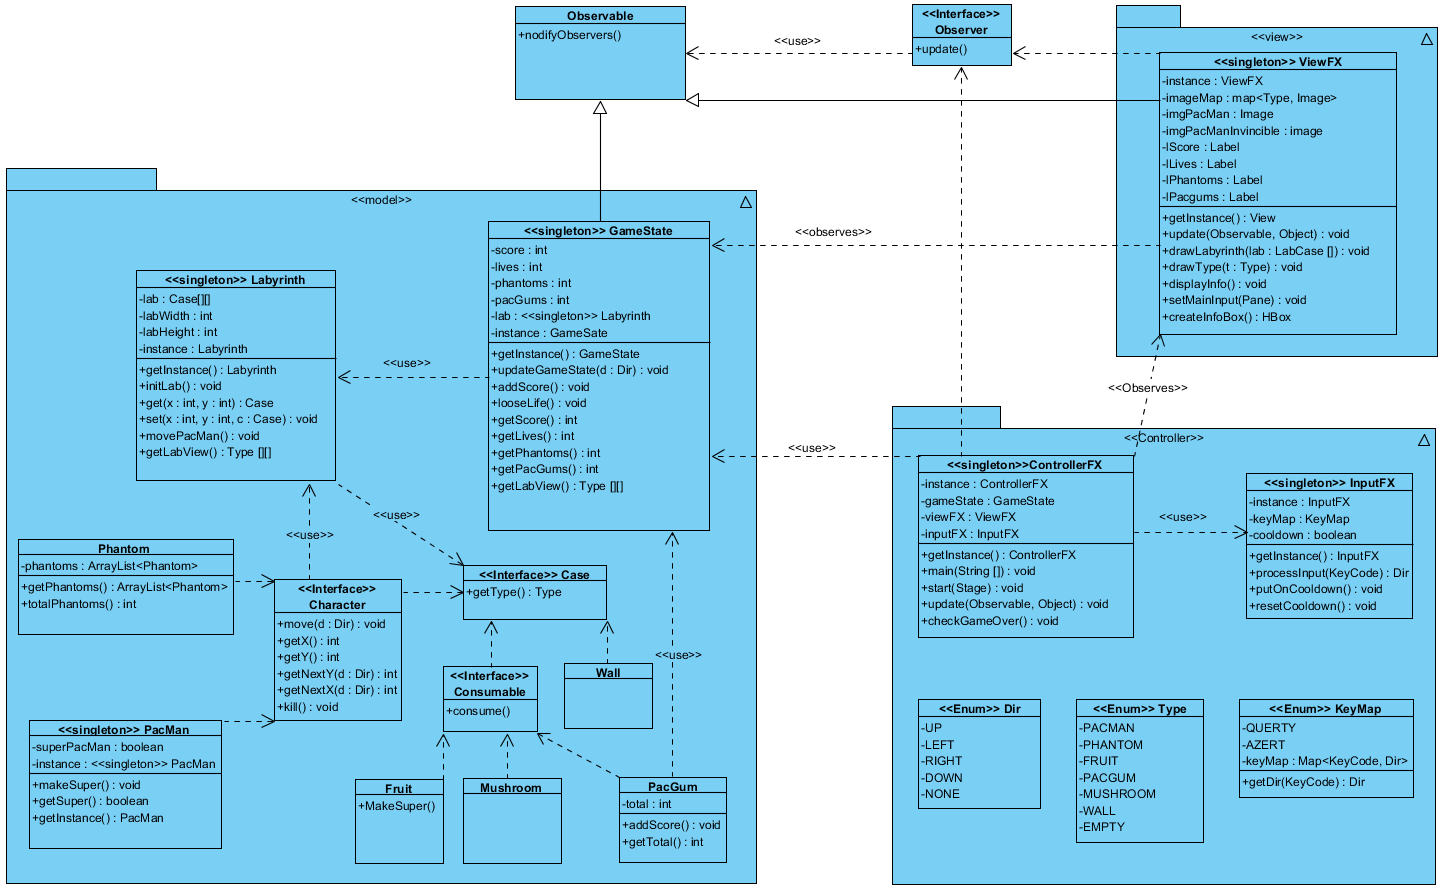 Observable
+nodifyObservers()
<<use>>
<<Interface>>
Observer
+update()
<<view>>
<<singleton>> ViewFX
-instance : ViewFX
-imageMap : map<Type, Image>
-imgPacMan : Image
-imgPacManInvincible : image
-lScore : Label
-lLives : Label
-lPhantoms : Label
-lPacgums : Label
+getInstance() : View
+update(Observable, Object) : void
+drawLabyrinth(lab : LabCase []) : void
+drawType(t : Type) : void
+displayInfo() : void
+setMainInput(Pane) : void
+createInfoBox() : HBox
<<observes>>
<<Observes>>
<<model>>
<<singleton>> GameState
-score : int
-lives : int
-phantoms : int
-pacGums : int
-lab : <<singleton>> Labyrinth
-instance : GameSate
+getInstance() : GameState
+updateGameState(d : Dir) : void
+addScore() : void
+looseLife() : void
+getScore() : int
+getLives() : int
+getPhantoms() : int
+getPacGums() : int
+getLabView() : Type [][]
<<singleton>> Labyrinth
-lab : Case[][]
-labWidth : int
-labHeight : int
-instance : Labyrinth
+getInstance() : Labyrinth
+initLab() : void
+get(x : int, y : int) : Case
+set(x : int, y : int, c : Case) : void
+movePacMan() : void
+getLabView() : Type [][]
<<use>>
<<use>>
<<use>>
<<use>>
Phantom
-phantoms : ArrayList<Phantom>
+getPhantoms() : ArrayList<Phantom>
+totalPhantoms() : int
<<Interface>>
Character
+move(d : Dir) : void
+getX() : int
+getY() : int
+getNextY(d : Dir) : int
+getNextX(d : Dir) : int
+kill() : void
<<Interface>> Case
+getType() : Type
<<singleton>> PacMan
-superPacMan : boolean
-instance : <<singleton>> PacMan
+makeSuper() : void
+getSuper() : boolean
+getInstance() : PacMan
<<Interface>>
Consumable
+consume()
Wall
<<use>>
Fruit
+MakeSuper()
Mushroom
PacGum
-total : int
+addScore() : void
+getTotal() : int
<<Controller>>
<<singleton>>ControllerFX
-instance : ControllerFX
-gameState : GameState
-viewFX : ViewFX
-inputFX : InputFX
+getInstance() : ControllerFX
+main(String []) : void
+start(Stage) : void
+update(Observable, Object) : void
+checkGameOver() : void
<<use>>
<<singleton>> InputFX
-instance : InputFX
-keyMap : KeyMap
-cooldown : boolean
+getInstance() : InputFX
+processInput(KeyCode) : Dir
+putOnCooldown() : void
+resetCooldown() : void
<<Enum>> Dir
-UP
-LEFT
-RIGHT
-DOWN
-NONE
<<Enum>> Type
-PACMAN
-PHANTOM
-FRUIT
-PACGUM
-MUSHROOM
-WALL
-EMPTY
<<Enum>> KeyMap
-QUERTY
-AZERT
-keyMap : Map<KeyCode, Dir>
+getDir(KeyCode) : Dir